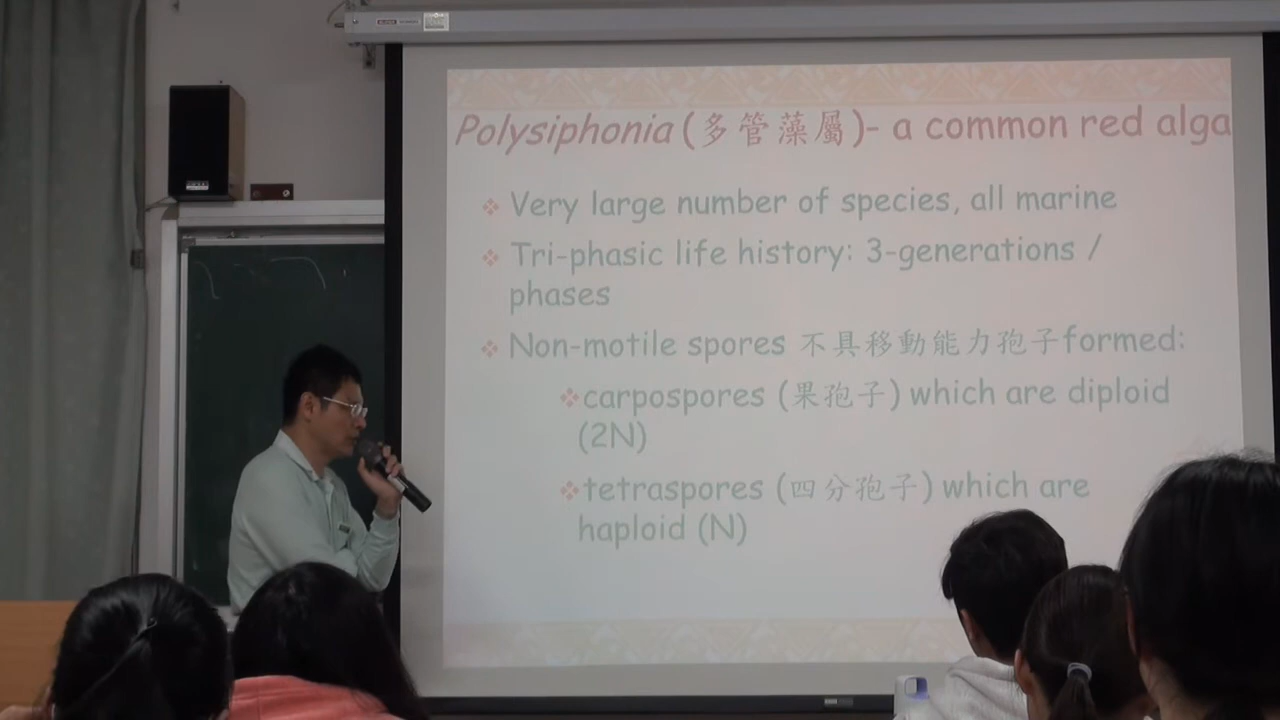 Polysiphonia (多管藻屬)- a common red alga
Very large number of species, all marine
Tri-phasic life history: 3-generations /
phases
Non-motile spores 不具移動能力孢子formed:
carpospores (果孢子) which are diploid
(2N)
tetraspores (四分孢子) which are
haploid (N)